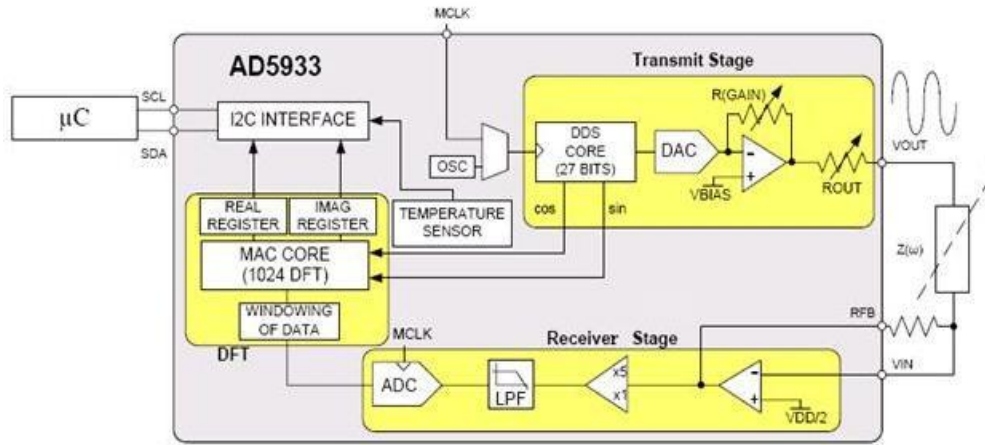 MCLK
AD5933
Transmit Stage
µC
SCL
SDA
I2C INTERFACE
OSC
DDS
CORE
(27 BITS)
DAC
R(GAIN)
-
+
VBIAS
ROUT
VOUT
cos
sin
REAL
REGISTER
IMAG
REGISTER
TEMPERATURE
SENSOR
MAC CORE
(1024 DFT)
WINDOWING
OF DATA
DFT
Z(ω)
RFB
VIN
MCLK
Receiver Stage
ADC
LPF
x5
x1
-
+
VDD/2